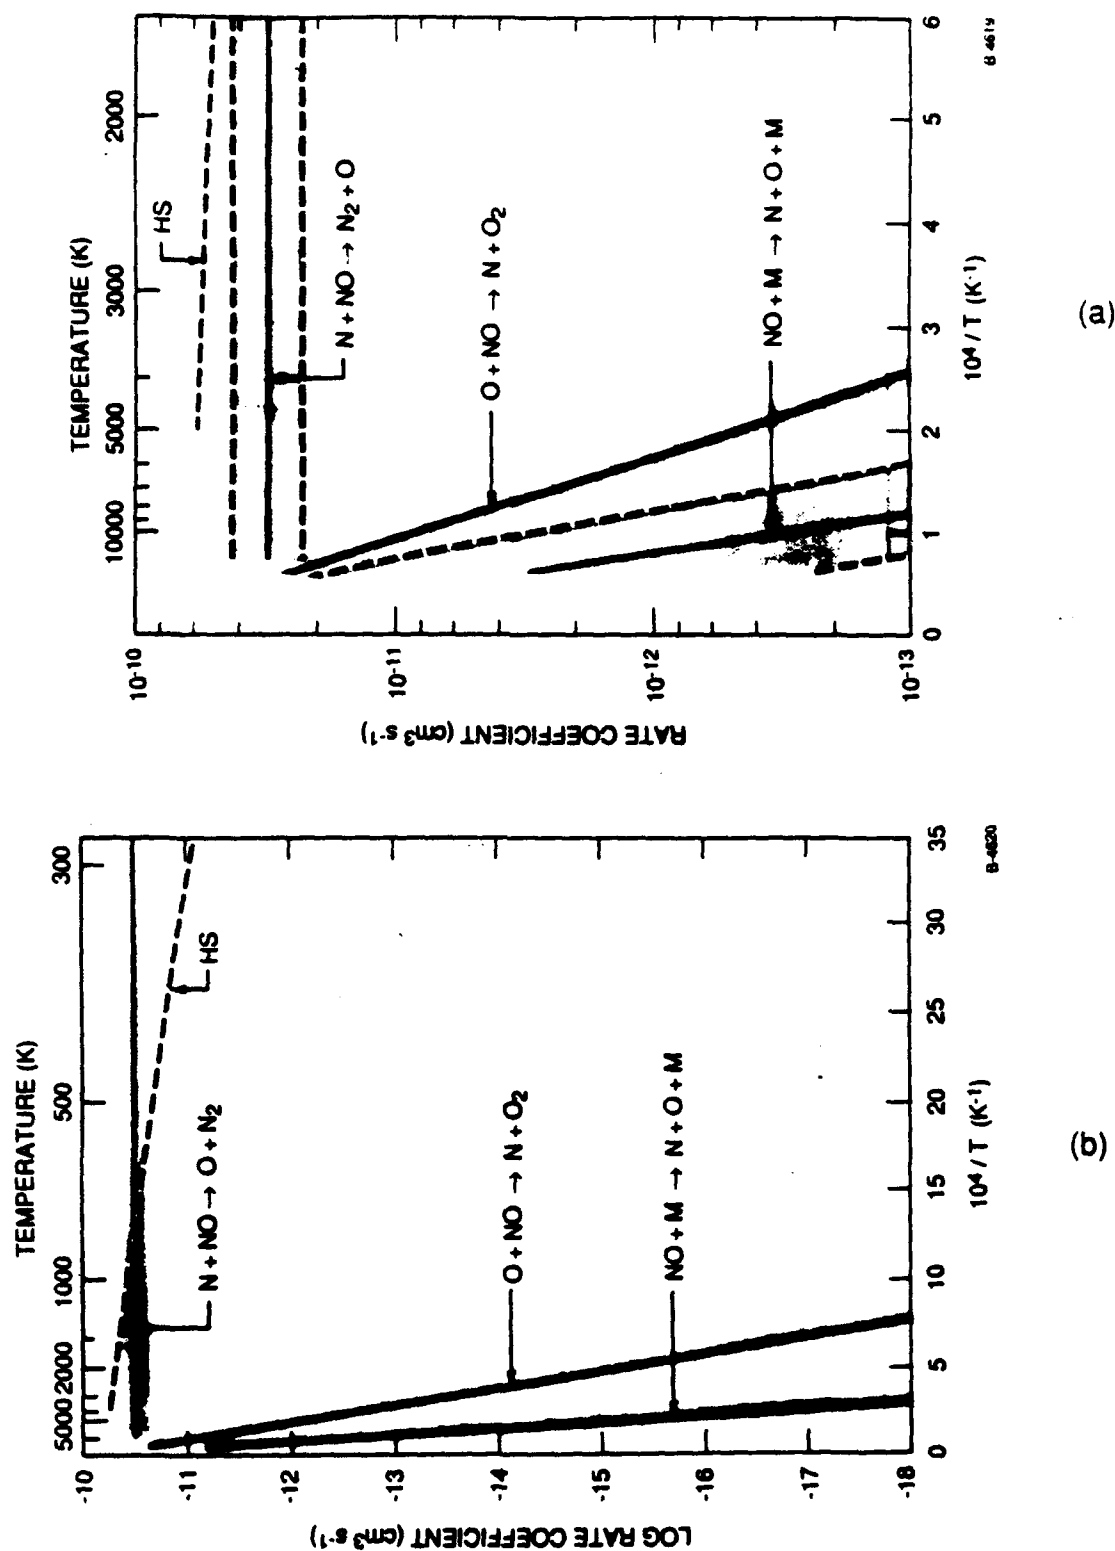 TEMPERATURE (K)
10000 5000 3000 2000
10-10
10-11
10-12
10-13
RATE COEFFICIENT (cm3 s-1)
HS
N + NO → N2 + O
O + NO → N + O2
NO + M → N + O + M
0 1 2 3 4 5 6
104 / T (K-1)
B-4619
(a)
TEMPERATURE (K)
5000 2000 1000 500 300
-10
-11
-12
-13
-14
-15
-16
-17
-18
LOG RATE COEFFICIENT (cm3 s-1)
N + NO → O + N2
HS
O + NO → N + O2
NO + M → N + O + M
0 5 10 15 20 25 30 35
104 / T (K-1)
B-4620
(b)